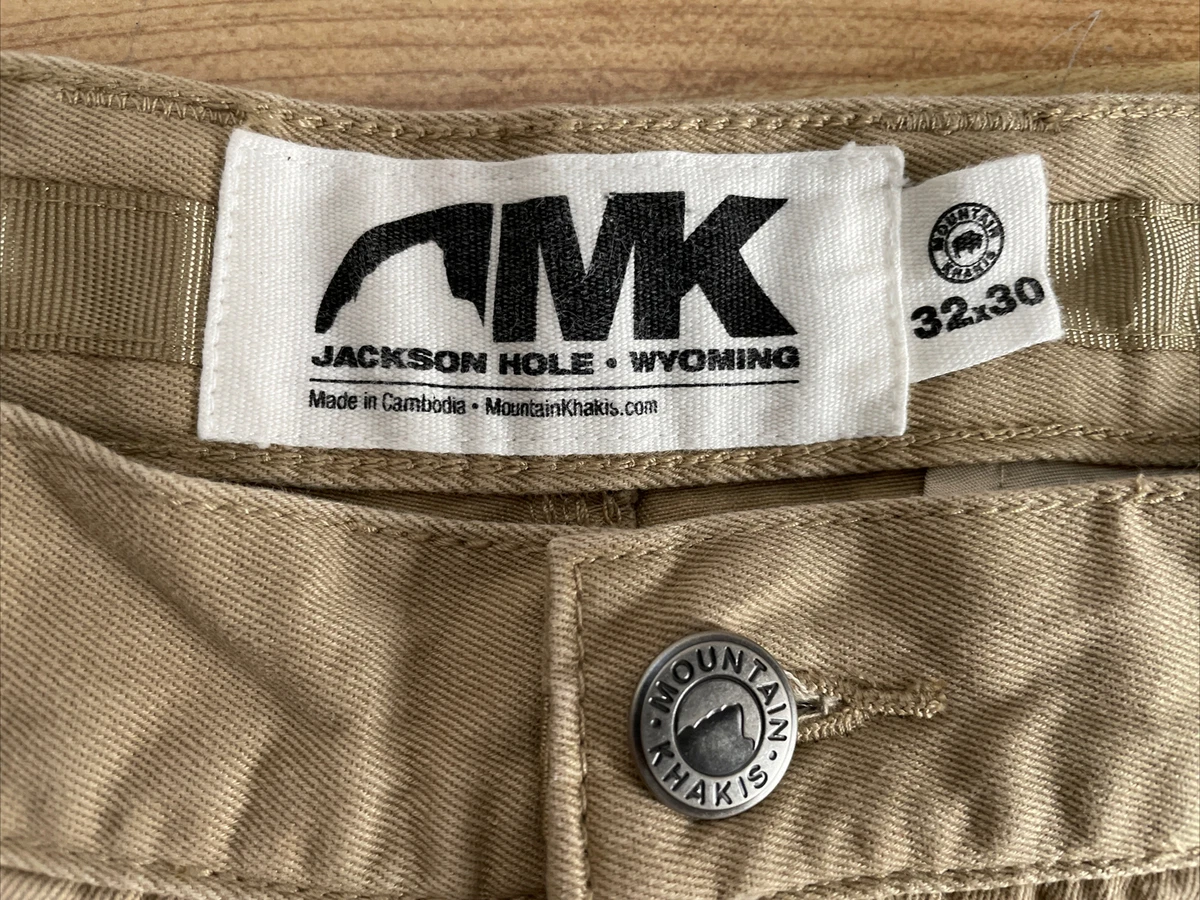 MK
JACKSON HOLE • WYOMING
Made in Cambodia • MountainKhakis.com
MOUNTAIN
KHAKIS
32x30
• MOUNTAIN •
KHAKIS